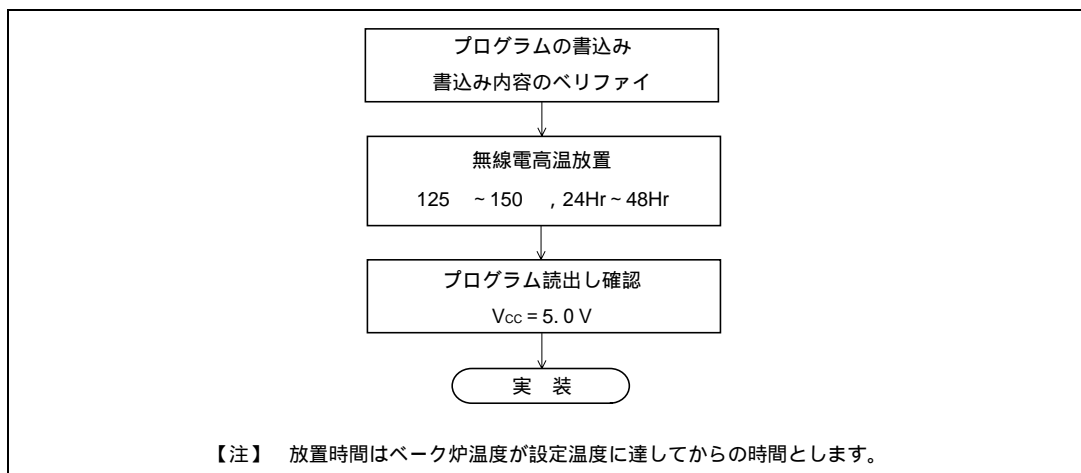 プログラムの書込み
書込み内容のベリファイ
無線電高温放置
125　~150　, 24Hr~48Hr
プログラム読出し確認
Vcc = 5.0 V
実　装
【注】　放置時間はベーク炉温度が設定温度に達してからの時間とします。